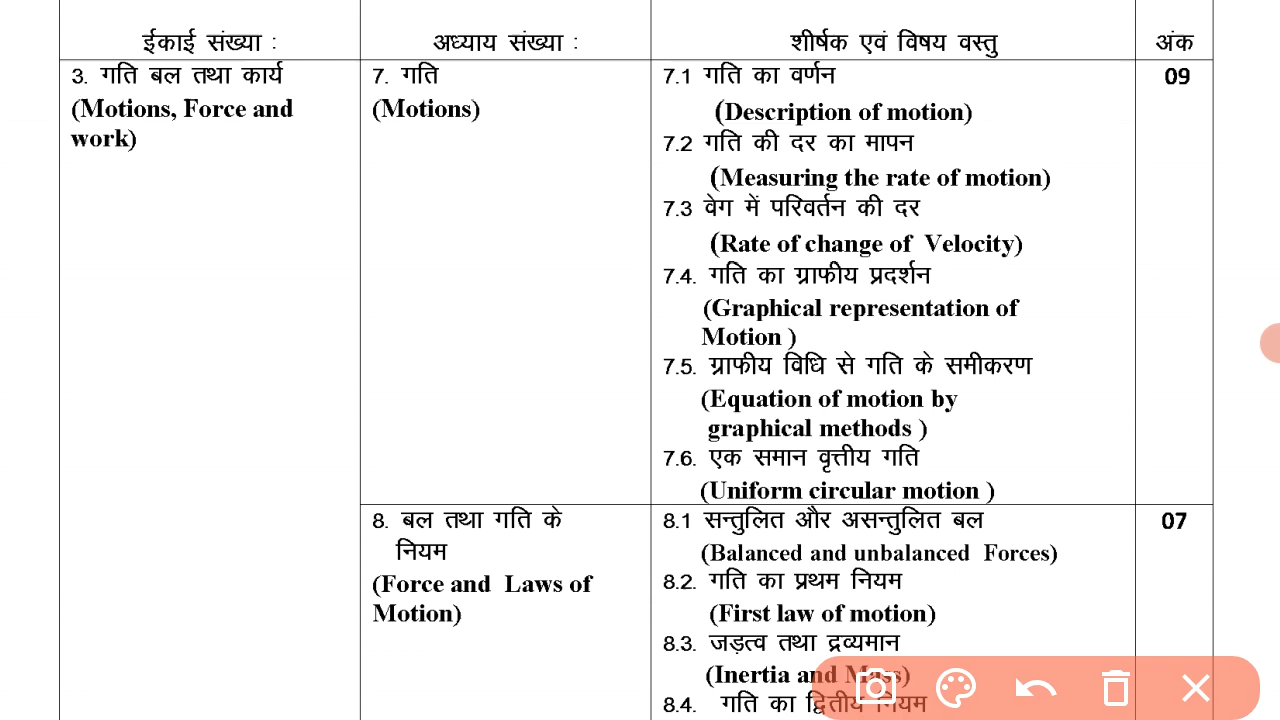 ईकाई संख्या : अध्याय संख्या : शीर्षक एवं विषय वस्तु अंक
3. गति बल तथा कार्य 7. गति 7.1 गति का वर्णन 09
(Motions, Force and (Motions) (Description of motion)
work)
7.2 गति की दर का मापन
(Measuring the rate of motion)
7.3 वेग में परिवर्तन की दर
(Rate of change of Velocity)
7.4. गति का ग्राफीय प्रदर्शन
(Graphical representation of
Motion )
7.5. ग्राफीय विधि से गति के समीकरण
(Equation of motion by
graphical methods )
7.6. एक समान वृत्तीय गति
(Uniform circular motion )
8. बल तथा गति के 8.1 सन्तुलित और असन्तुलित बल 07
नियम (Balanced and unbalanced Forces)
(Force and Laws of 8.2. गति का प्रथम नियम
Motion) (First law of motion)
8.3. जड़त्व तथा द्रव्यमान
(Inertia and Mass)
8.4. गति का द्वितीय नियम